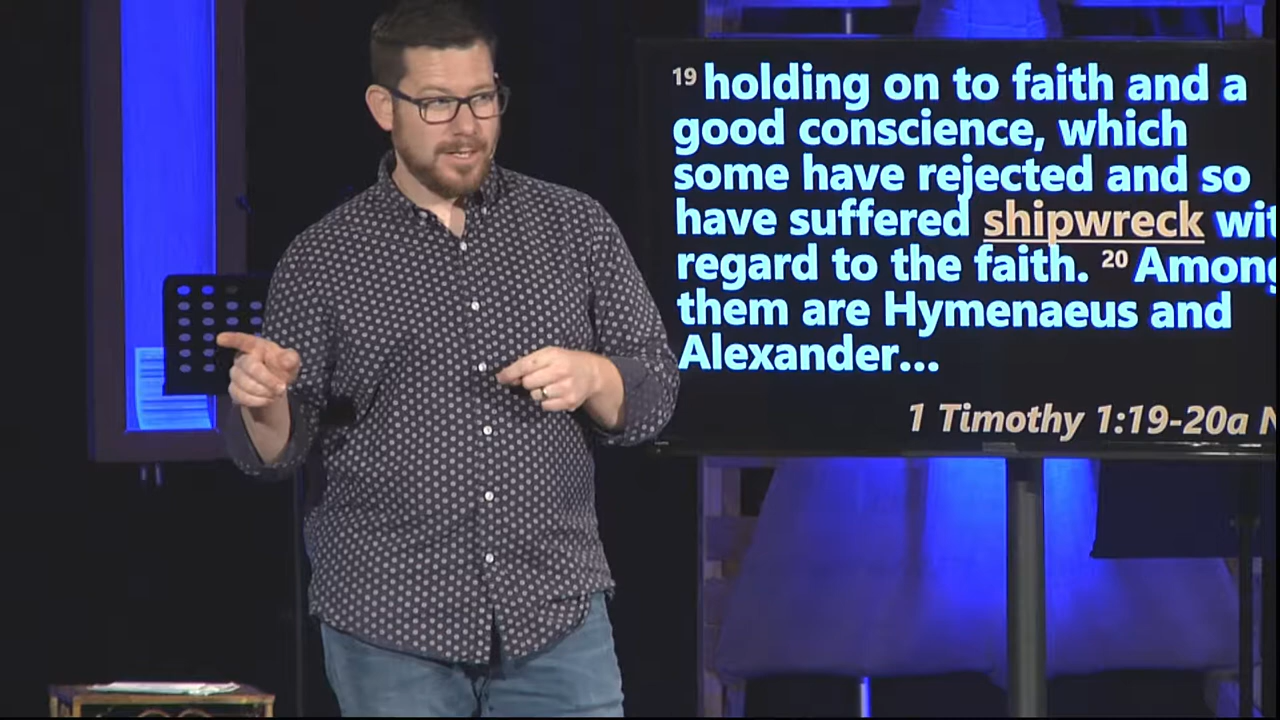 19 holding on to faith and a
good conscience, which
some have rejected and so
have suffered shipwreck wit
regard to the faith. 20 Among
them are Hymenaeus and
Alexander...
1 Timothy 1:19-20a N